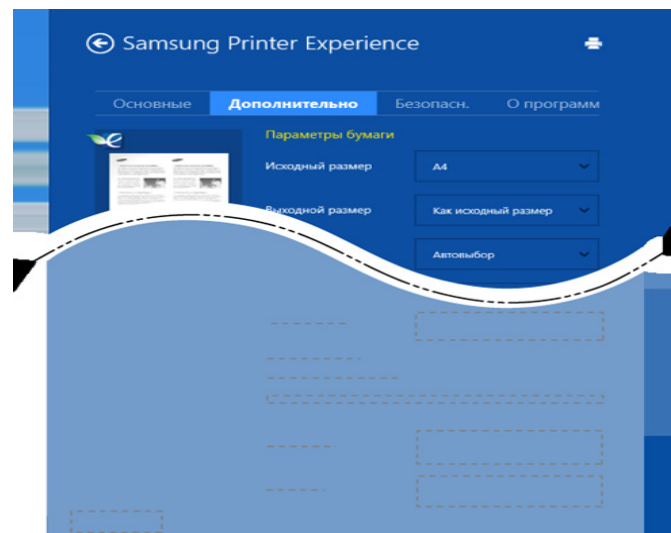 Samsung Printer Experience
Основные Дополнительно Безопасн. О программ
Параметры бумаги
Исходный размер A4
Выходной размер Как исходный размер
Автовыбор